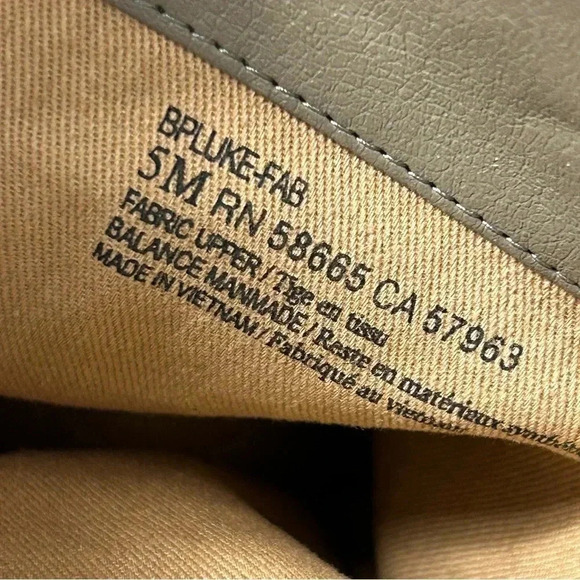 BPLUKE-FAB
5M RN 58665 CA 57963
FABRIC UPPER / Tige en tissu
BALANCE MANMADE / Reste en matériaux
MADE IN VIETNAM / Fabriqué au